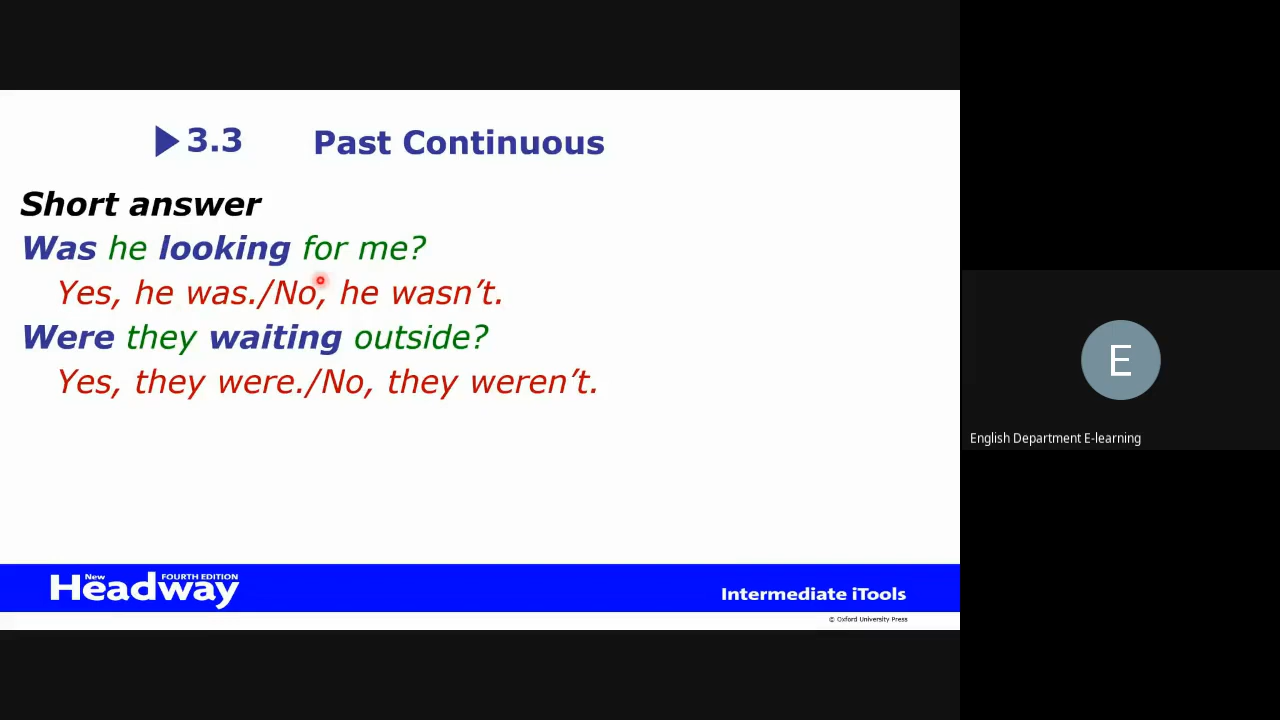 3.3 Past Continuous
Short answer
Was he looking for me?
Yes, he was./No, he wasn’t.
Were they waiting outside?
Yes, they were./No, they weren’t.
New Headway FOURTH EDITION
Intermediate iTools
© Oxford University Press
E
English Department E-learning